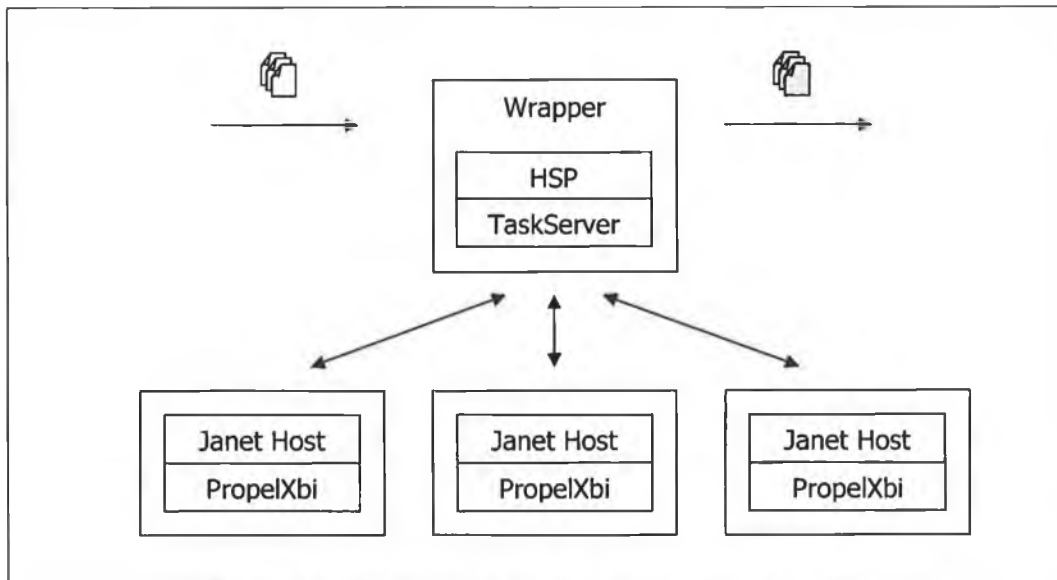 Wrapper
HSP
TaskServer
Janet Host
PropelXbi
Janet Host
PropelXbi
Janet Host
PropelXbi